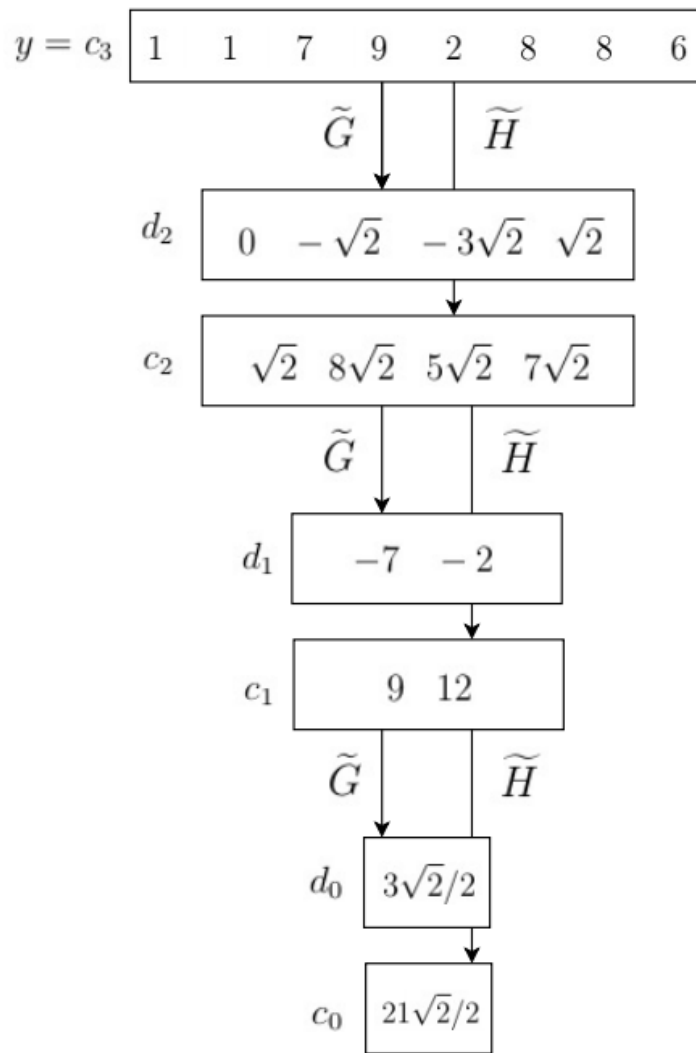 y = c₃ 1 1 7 9 2 8 8 6
G̃ H̃
d₂ 0 − √2 − 3√2 √2
c₂ √2 8√2 5√2 7√2
G̃ H̃
d₁ −7 − 2
c₁ 9 12
G̃ H̃
d₀ 3√2/2
c₀ 21√2/2